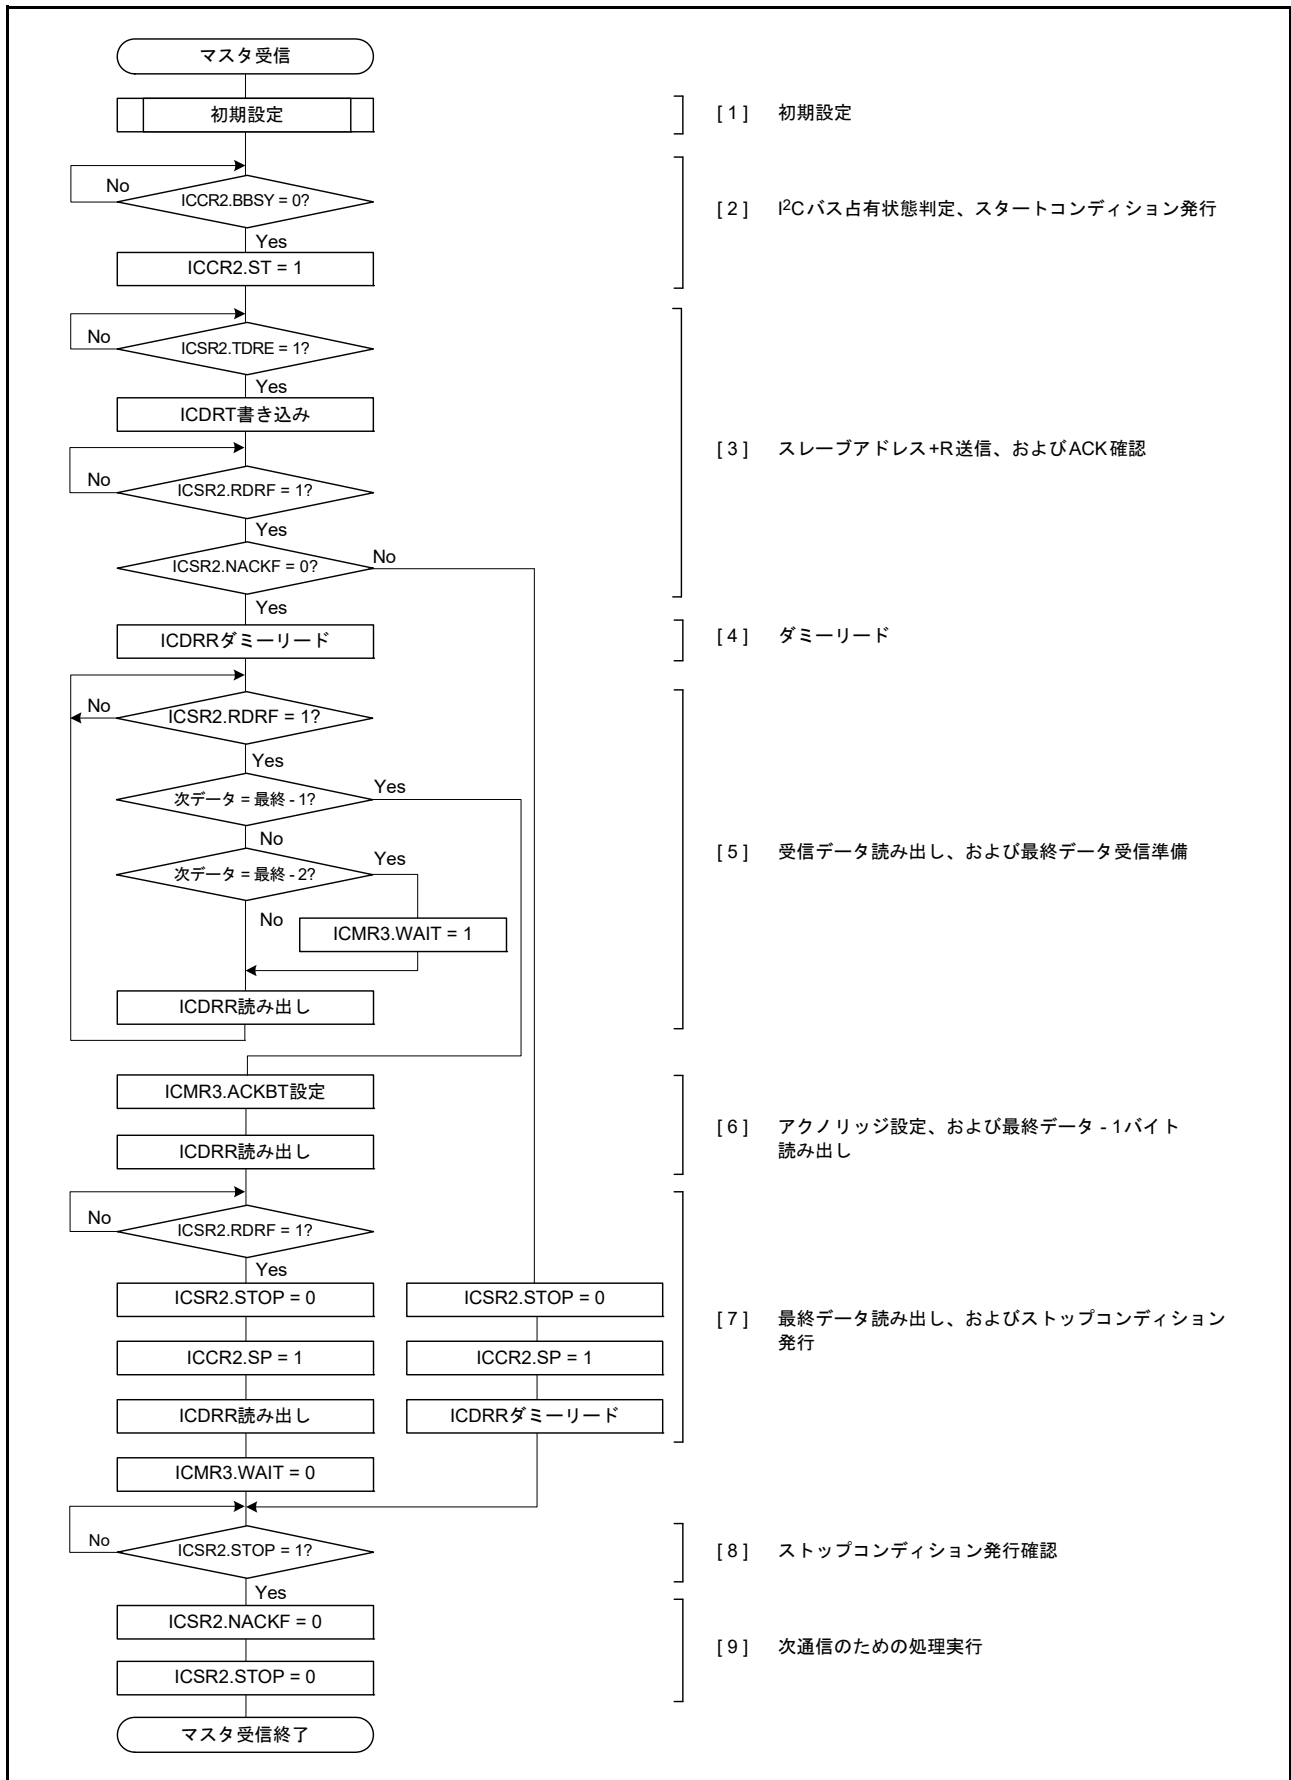 マスタ受信
初期設定
[ 1 ] 初期設定
No
ICCR2.BBSY = 0?
Yes
ICCR2.ST = 1
[ 2 ] I2Cバス占有状態判定、スタートコンディション発行
No
ICSR2.TDRE = 1?
Yes
ICDRT書き込み
No
ICSR2.RDRF = 1?
Yes
ICSR2.NACKF = 0?
No
Yes
[ 3 ] スレーブアドレス+R送信、およびACK確認
ICDRRダミーリード
[ 4 ] ダミーリード
No
ICSR2.RDRF = 1?
Yes
次データ = 最終 - 1?
Yes
No
次データ = 最終 - 2?
Yes
No
ICMR3.WAIT = 1
ICDRR読み出し
[ 5 ] 受信データ読み出し、および最終データ受信準備
ICMR3.ACKBT設定
ICDRR読み出し
[ 6 ] アクノリッジ設定、および最終データ - 1バイト
読み出し
No
ICSR2.RDRF = 1?
Yes
ICSR2.STOP = 0
ICCR2.SP = 1
ICDRR読み出し
ICMR3.WAIT = 0
ICSR2.STOP = 0
ICCR2.SP = 1
ICDRRダミーリード
[ 7 ] 最終データ読み出し、およびストップコンディション
発行
No
ICSR2.STOP = 1?
Yes
[ 8 ] ストップコンディション発行確認
ICSR2.NACKF = 0
ICSR2.STOP = 0
[ 9 ] 次通信のための処理実行
マスタ受信終了